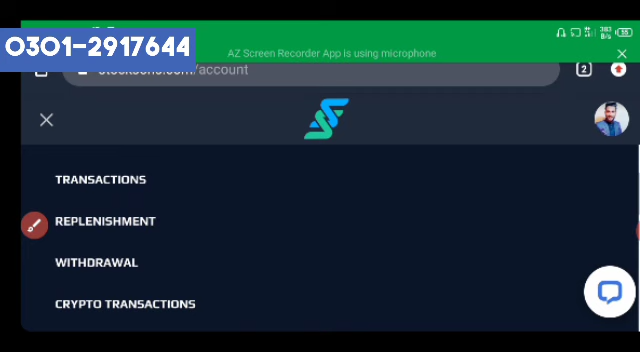 0301-2917644
AZ Screen Recorder App is using microphone
/account
2
TRANSACTIONS
REPLENISHMENT
WITHDRAWAL
CRYPTO TRANSACTIONS